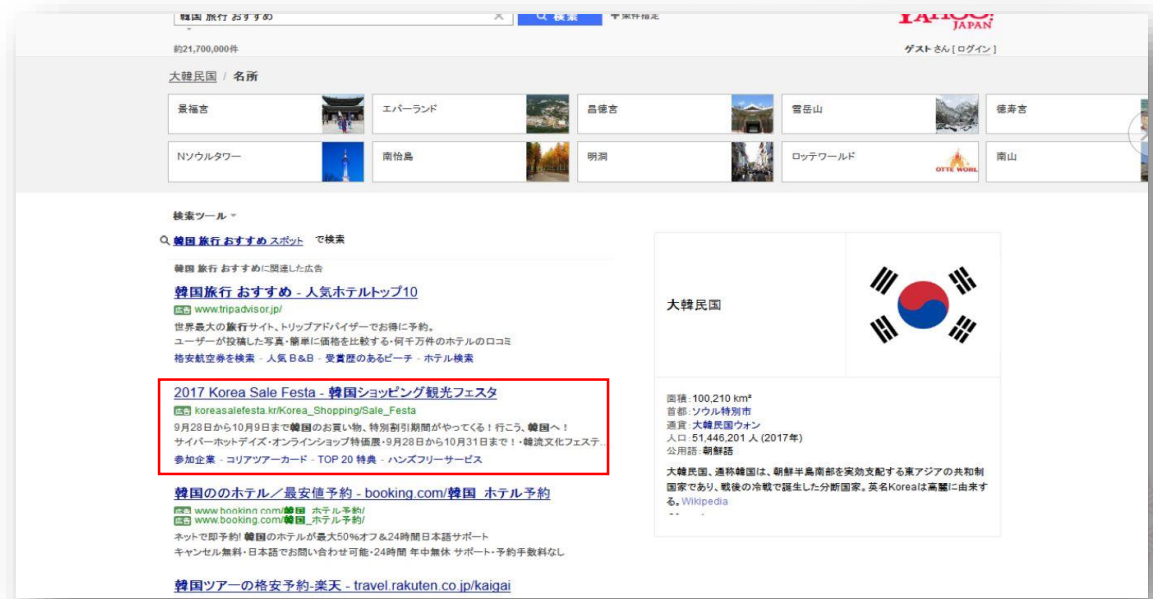 韓国 旅行 おすすめ
検索
+条件指定
YAHOO!
JAPAN
約21,700,000件
ゲストさん [ログイン]
大韓民国 / 名所
景福宮
エバーランド
昌徳宮
雪岳山
徳寿宮
Nソウルタワー
南怡島
明洞
ロッテワールド
OTTE WORL
南山
検索ツール
韓国 旅行 おすすめ スポット で検索
韓国 旅行 おすすめに関連した広告
韓国旅行 おすすめ - 人気ホテルトップ10
広告 www.tripadvisor.jp/
世界最大の旅行サイト、トリップアドバイザーでお得に予約。
ユーザーが投稿した写真・簡単に価格を比較する・何千万件のホテルのロコミ
格安航空券を検索 - 人気 B&B - 受賞歴のあるビーチ - ホテル検索
2017 Korea Sale Festa - 韓国ショッピング観光フェスタ
広告 koreasalefesta.kr/Korea_Shopping/Sale_Festa
9月28日から10月9日まで韓国のお買い物、特別割引期間がやってくる！行こう、韓国へ！
サイバーホットデイズ・オンラインショップ特価展・9月28日から10月31日まで！・韓流文化フェステ...
参加企業 - コリアツアーカード - TOP 20 特典 - ハンズフリーサービス
韓国ののホテル／最安値予約 - booking.com/韓国_ホテル予約
広告 www.booking.com/韓国_ホテル予約/
広告 www.booking.com/韓国_ホテル予約/
ネットで即予約! 韓国のホテルが最大50%オフ＆24時間日本語サポート
キャンセル無料・日本語でお問い合わせ可能・24時間 年中無休 サポート・予約手数料なし
韓国ツアーの格安予約-楽天 - travel.rakuten.co.jp/kaigai
大韓民国
面積:100,210 km²
首都:ソウル特別市
通貨:大韓民国ウォン
人口:51,446,201 人 (2017年)
公用語:朝鮮語
大韓民国、通称韓国は、朝鮮半島南部を実効支配する東アジアの共和制
国家であり、戦後の冷戦で誕生した分断国家。英名Koreaは高麗に由来す
る。Wikipedia